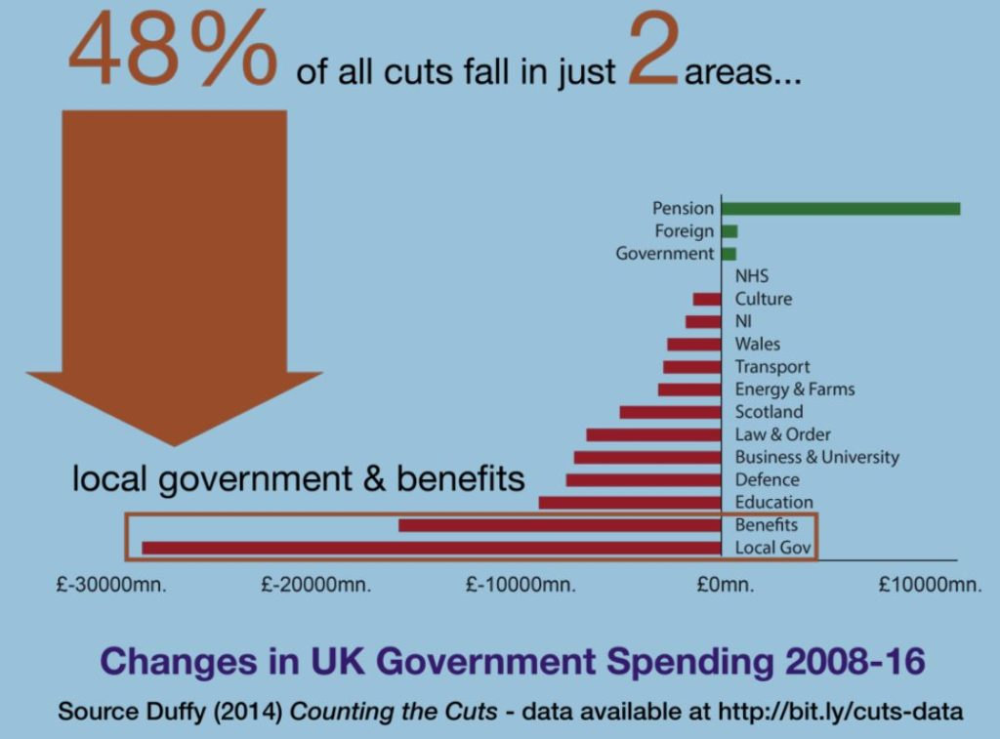 48% of all cuts fall in just 2 areas...
Pension
Foreign
Government
NHS
Culture
NI
Wales
Transport
Energy & Farms
Scotland
Law & Order
Business & University
Defence
Education
local government & benefits
Benefits
Local Gov
£-30000mn. £-20000mn. £-10000mn. £0mn. £10000mn.
Changes in UK Government Spending 2008-16
Source Duffy (2014) Counting the Cuts - data available at http://bit.ly/cuts-data